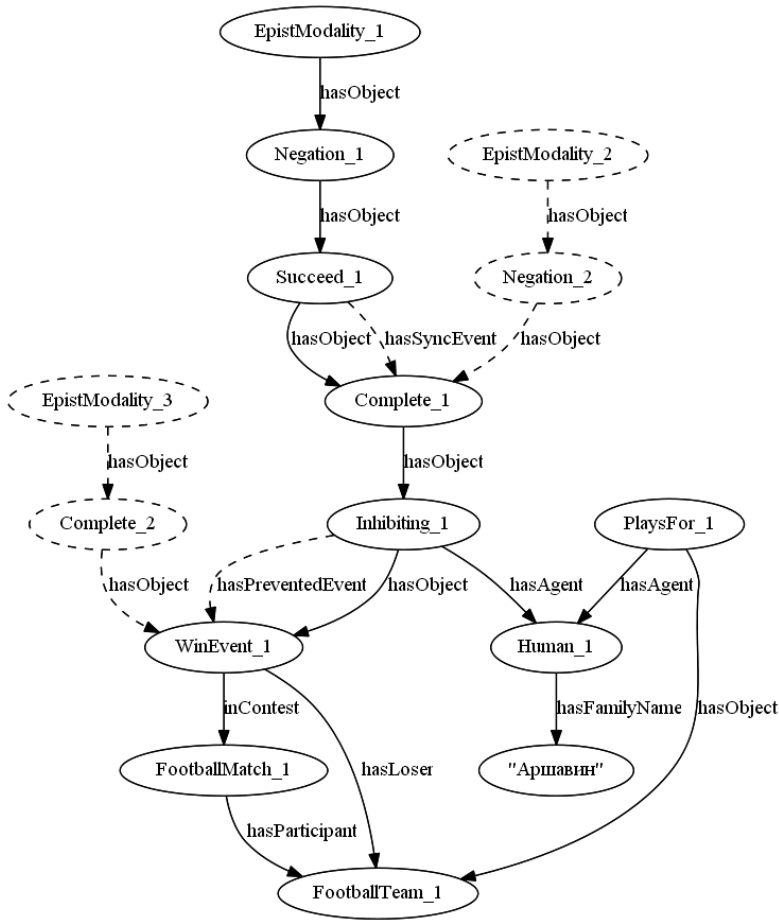 EpistModality_1
hasObject
Negation_1
EpistModality_2
hasObject
hasObject
Succeed_1
Negation_2
hasObject
hasSyncEvent
hasObject
EpistModality_3
Complete_1
hasObject
hasObject
Complete_2
Inhibiting_1
PlaysFor_1
hasObject
hasPreventedEvent
hasObject
hasAgent
hasAgent
WinEvent_1
Human_1
inContest
hasFamilyName
hasObject
FootballMatch_1
hasLoser
"Аршавин"
hasParticipant
FootballTeam_1